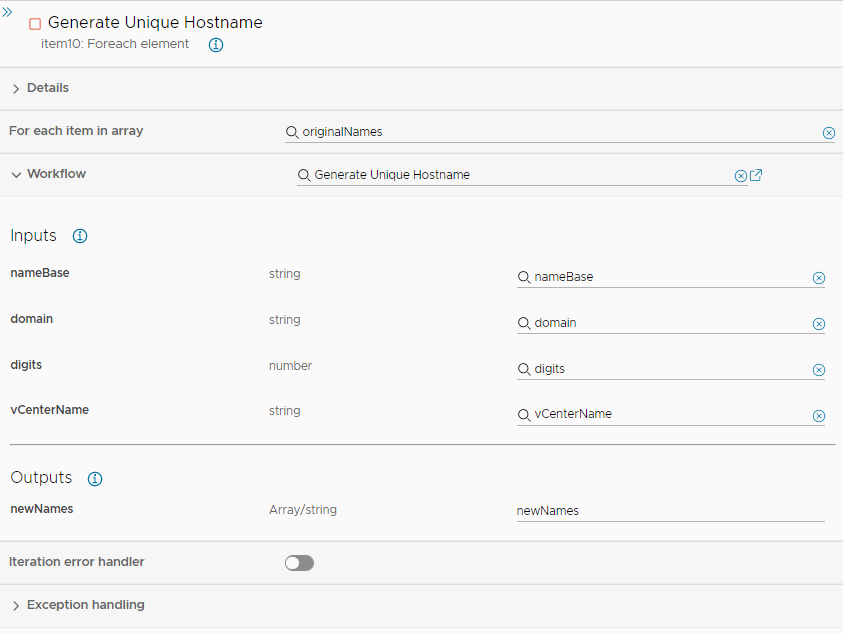 Generate Unique Hostname
item10: Foreach element
Details
For each item in array originalNames
Workflow Generate Unique Hostname
Inputs
nameBase string nameBase
domain string domain
digits number digits
vCenterName string vCenterName
Outputs
newNames Array/string newNames
Iteration error handler
Exception handling